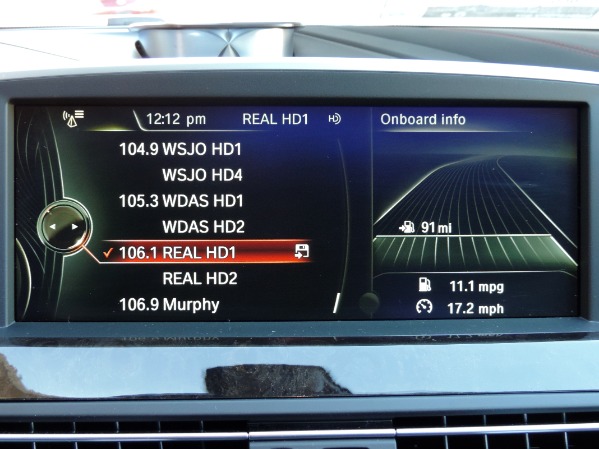 12:12 pm REAL HD1 HD Onboard info
104.9 WSJO HD1
WSJO HD4
105.3 WDAS HD1
WDAS HD2
106.1 REAL HD1
REAL HD2
106.9 Murphy
91 mi
11.1 mpg
17.2 mph